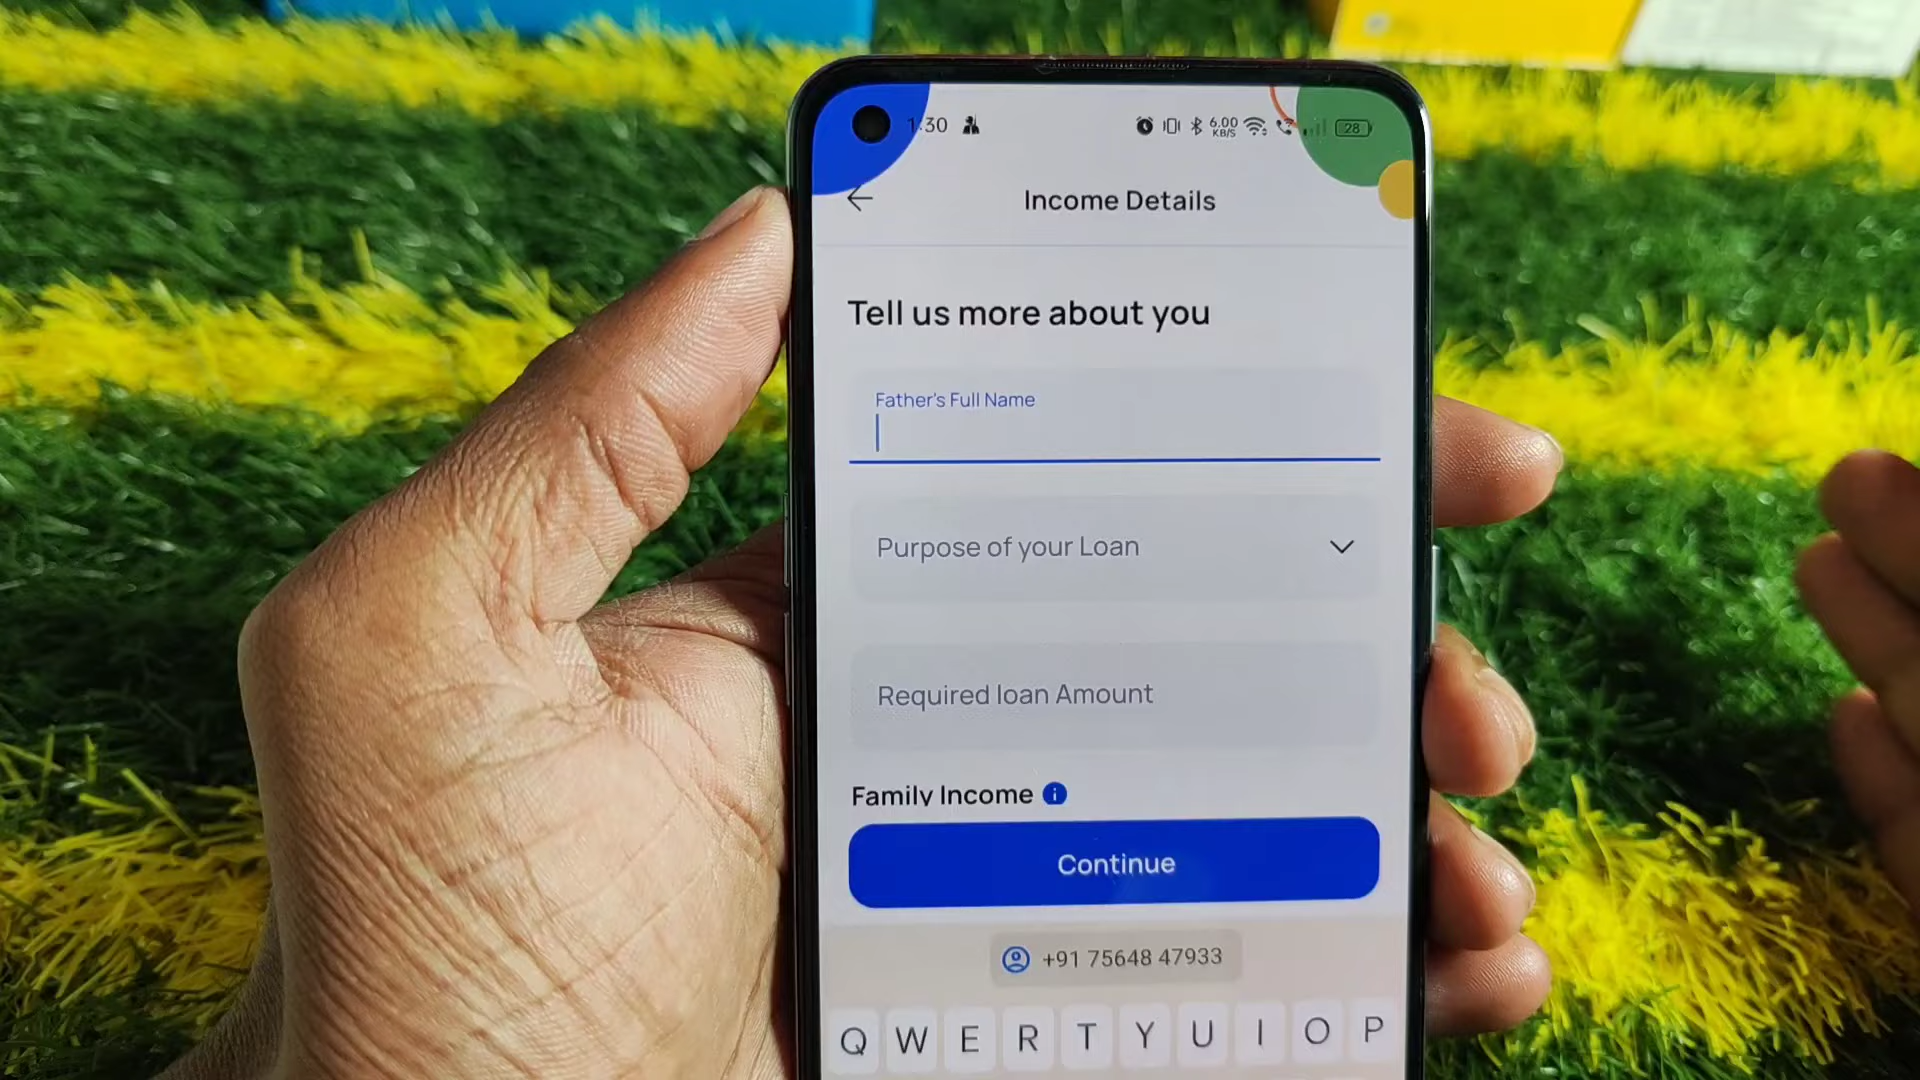 1:30 6.00 KB/S 28
Income Details
Tell us more about you
Father's Full Name
Purpose of your Loan
Required loan Amount
Family Income i
Continue
+91 75648 47933
Q W E R T Y U I O P